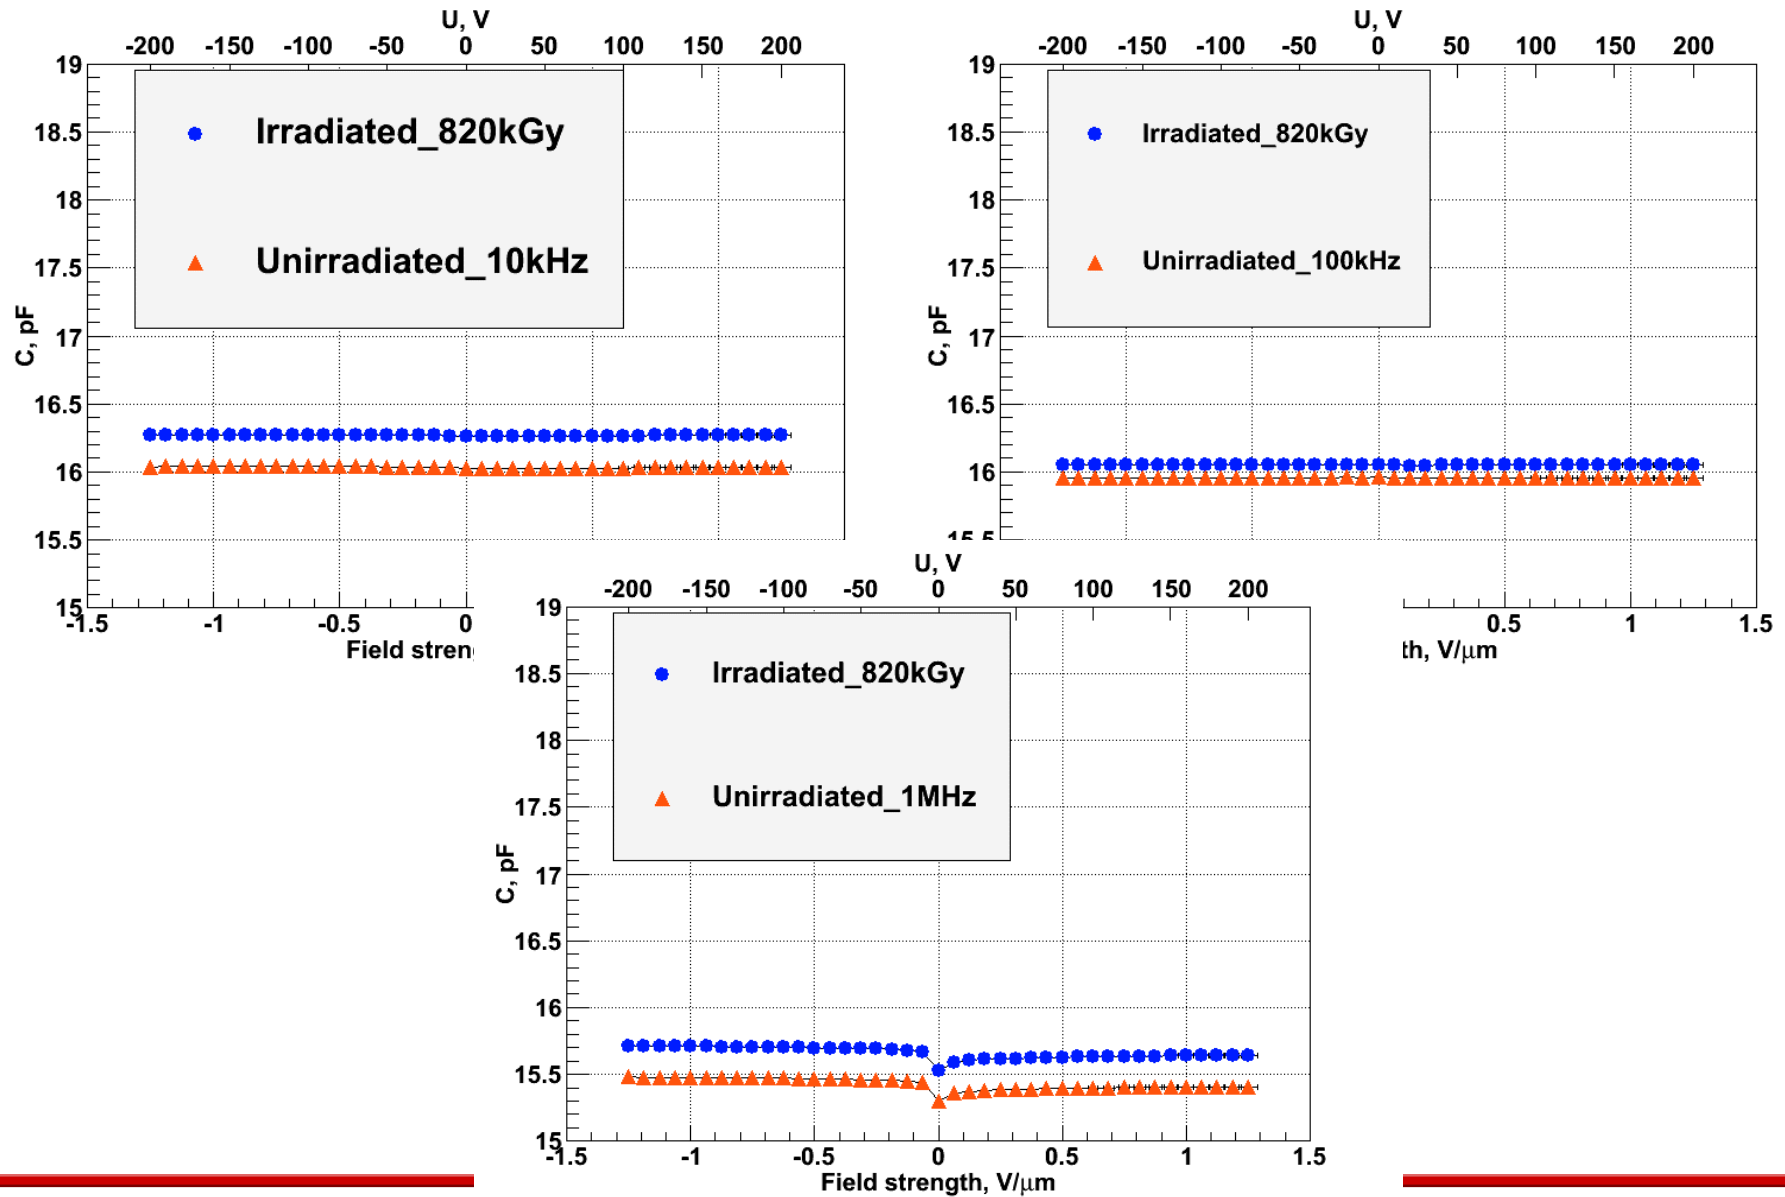 U, V
-200 -150 -100 -50 0 50 100 150 200
19
18.5
18
17.5
17
16.5
16
15.5
15
C, pF
Irradiated_820kGy
Unirradiated_10kHz
-1.5 -1 -0.5 0
Field stren
U, V
-200 -150 -100 -50 0 50 100 150 200
19
18.5
18
17.5
17
16.5
16
15.5
C, pF
Irradiated_820kGy
Unirradiated_100kHz
0.5 1 1.5
th, V/μm
U, V
-200 -150 -100 -50 0 50 100 150 200
19
18.5
18
17.5
17
16.5
16
15.5
15
C, pF
Irradiated_820kGy
Unirradiated_1MHz
-1.5 -1 -0.5 0 0.5 1 1.5
Field strength, V/μm